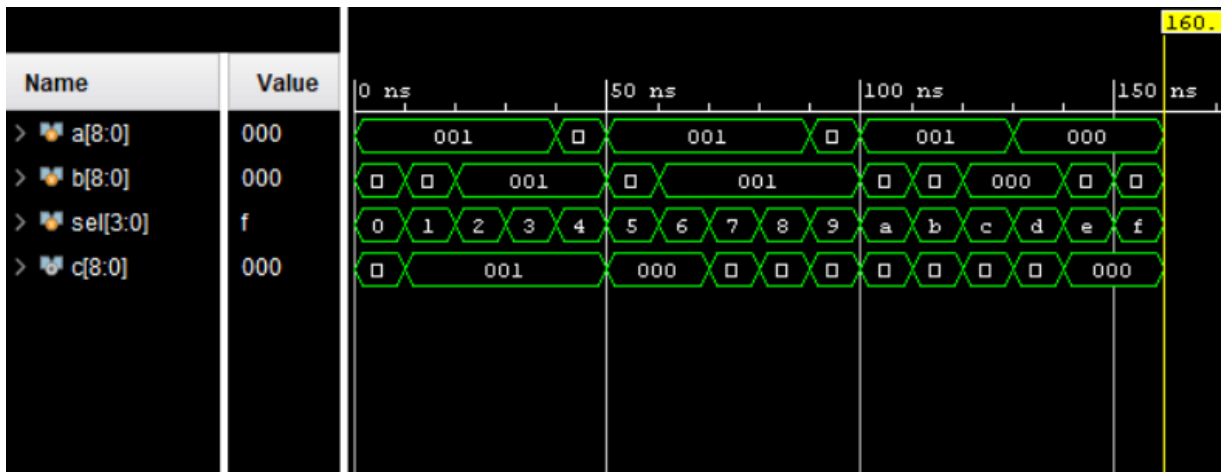 160.
Name Value 0 ns 50 ns 100 ns 150 ns
a[8:0] 000 001 001 001 000
b[8:0] 000 001 001 000
sel[3:0] f 0 1 2 3 4 5 6 7 8 9 a b c d e f
c[8:0] 000 001 000 000